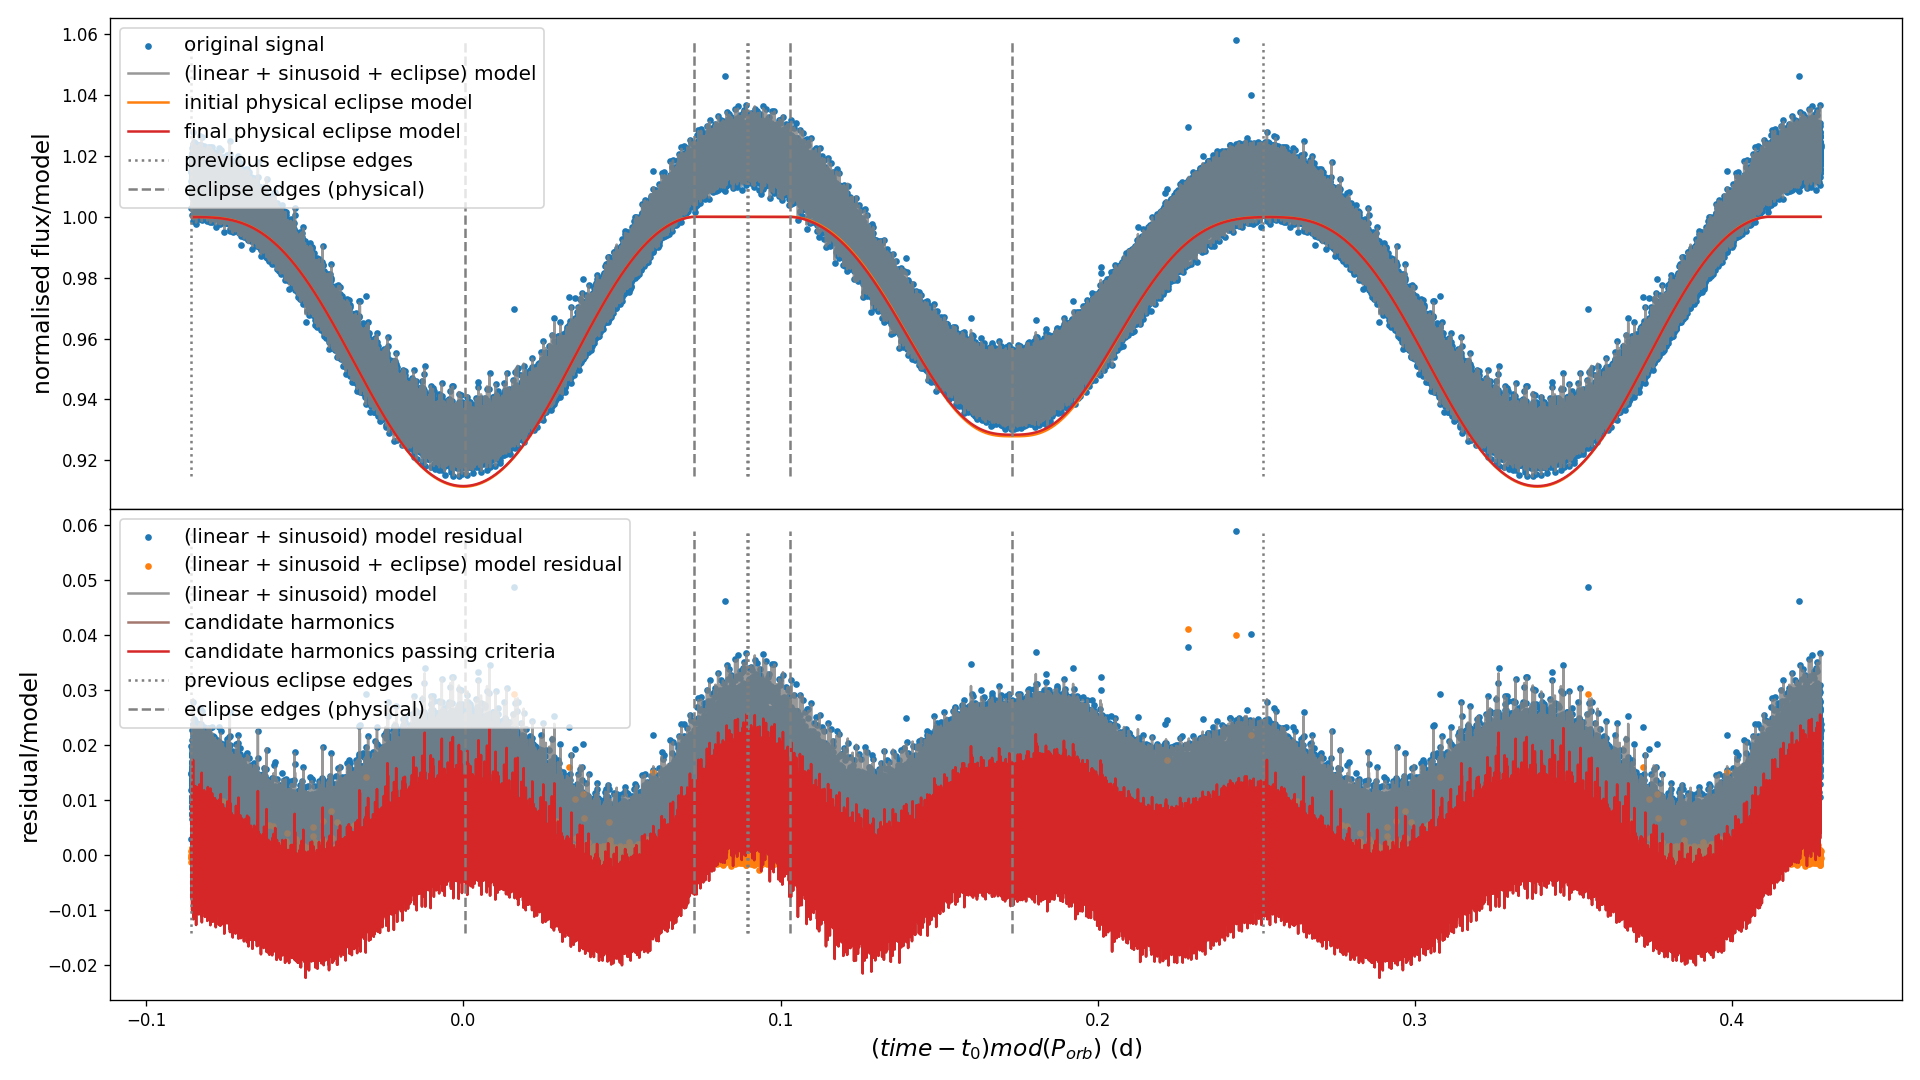 1.06
1.04
1.02
1.00
0.98
0.96
0.94
0.92
normalised flux/model
original signal
(linear + sinusoid + eclipse) model
initial physical eclipse model
final physical eclipse model
previous eclipse edges
eclipse edges (physical)
0.06
0.05
0.04
0.03
0.02
0.01
0.00
−0.01
−0.02
residual/model
(linear + sinusoid) model residual
(linear + sinusoid + eclipse) model residual
(linear + sinusoid) model
candidate harmonics
candidate harmonics passing criteria
previous eclipse edges
eclipse edges (physical)
−0.1 0.0 0.1 0.2 0.3 0.4
(time − t₀)mod(Pₒᵣb) (d)